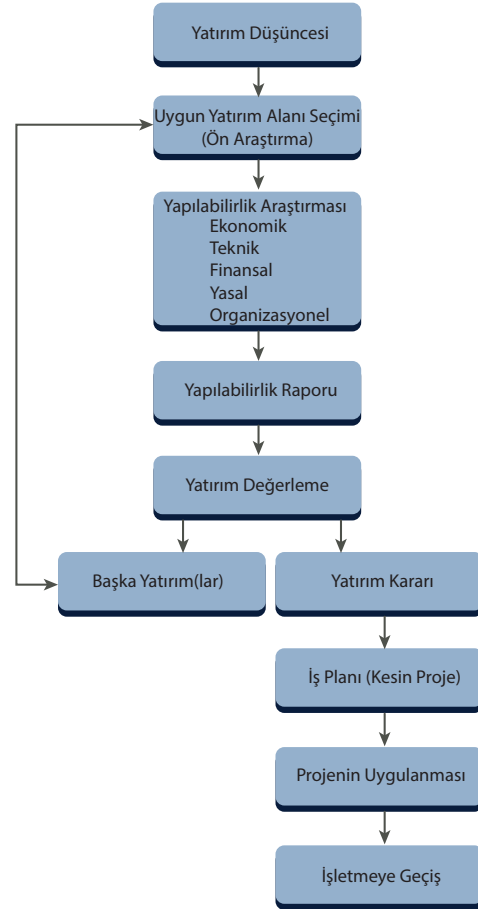 Yatırım Düşüncesi
Uygun Yatırım Alanı Seçimi
(Ön Araştırma)
Yapılabilirlik Araştırması
Ekonomik
Teknik
Finansal
Yasal
Organizasyonel
Yapılabilirlik Raporu
Yatırım Değerleme
Başka Yatırım(lar)
Yatırım Kararı
İş Planı (Kesin Proje)
Projenin Uygulanması
İşletmeye Geçiş